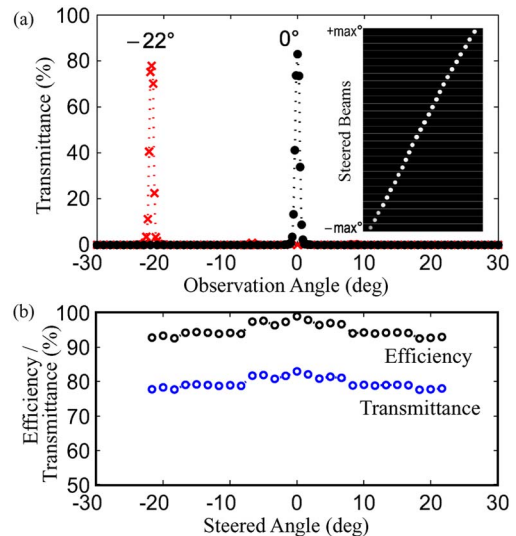 (a)
−22°
0°
+max°
−max°
Steered Beams
Transmittance (%)
100
80
60
40
20
0
-30 -20 -10 0 10 20 30
Observation Angle (deg)
(b)
Efficiency /
Transmittance (%)
100
90
80
70
60
50
Efficiency
Transmittance
-30 -20 -10 0 10 20 30
Steered Angle (deg)